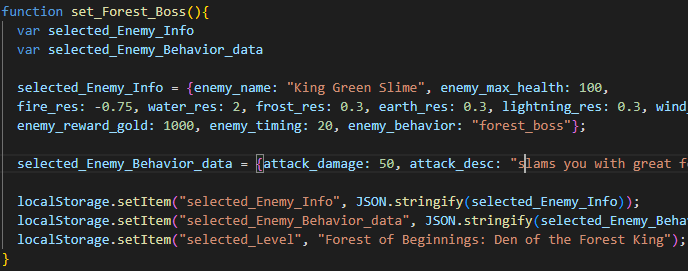 function set_Forest_Boss(){
var selected_Enemy_Info
var selected_Enemy_Behavior_data
selected_Enemy_Info = {enemy_name: "King Green Slime", enemy_max_health: 100,
fire_res: -0.75, water_res: 2, frost_res: 0.3, earth_res: 0.3, lightning_res: 0.3, wind_
enemy_reward_gold: 1000, enemy_timing: 20, enemy_behavior: "forest_boss"};
selected_Enemy_Behavior_data = {attack_damage: 50, attack_desc: "slams you with great fo
localStorage.setItem("selected_Enemy_Info", JSON.stringify(selected_Enemy_Info));
localStorage.setItem("selected_Enemy_Behavior_data", JSON.stringify(selected_Enemy_Beha
localStorage.setItem("selected_Level", "Forest of Beginnings: Den of the Forest King");
}